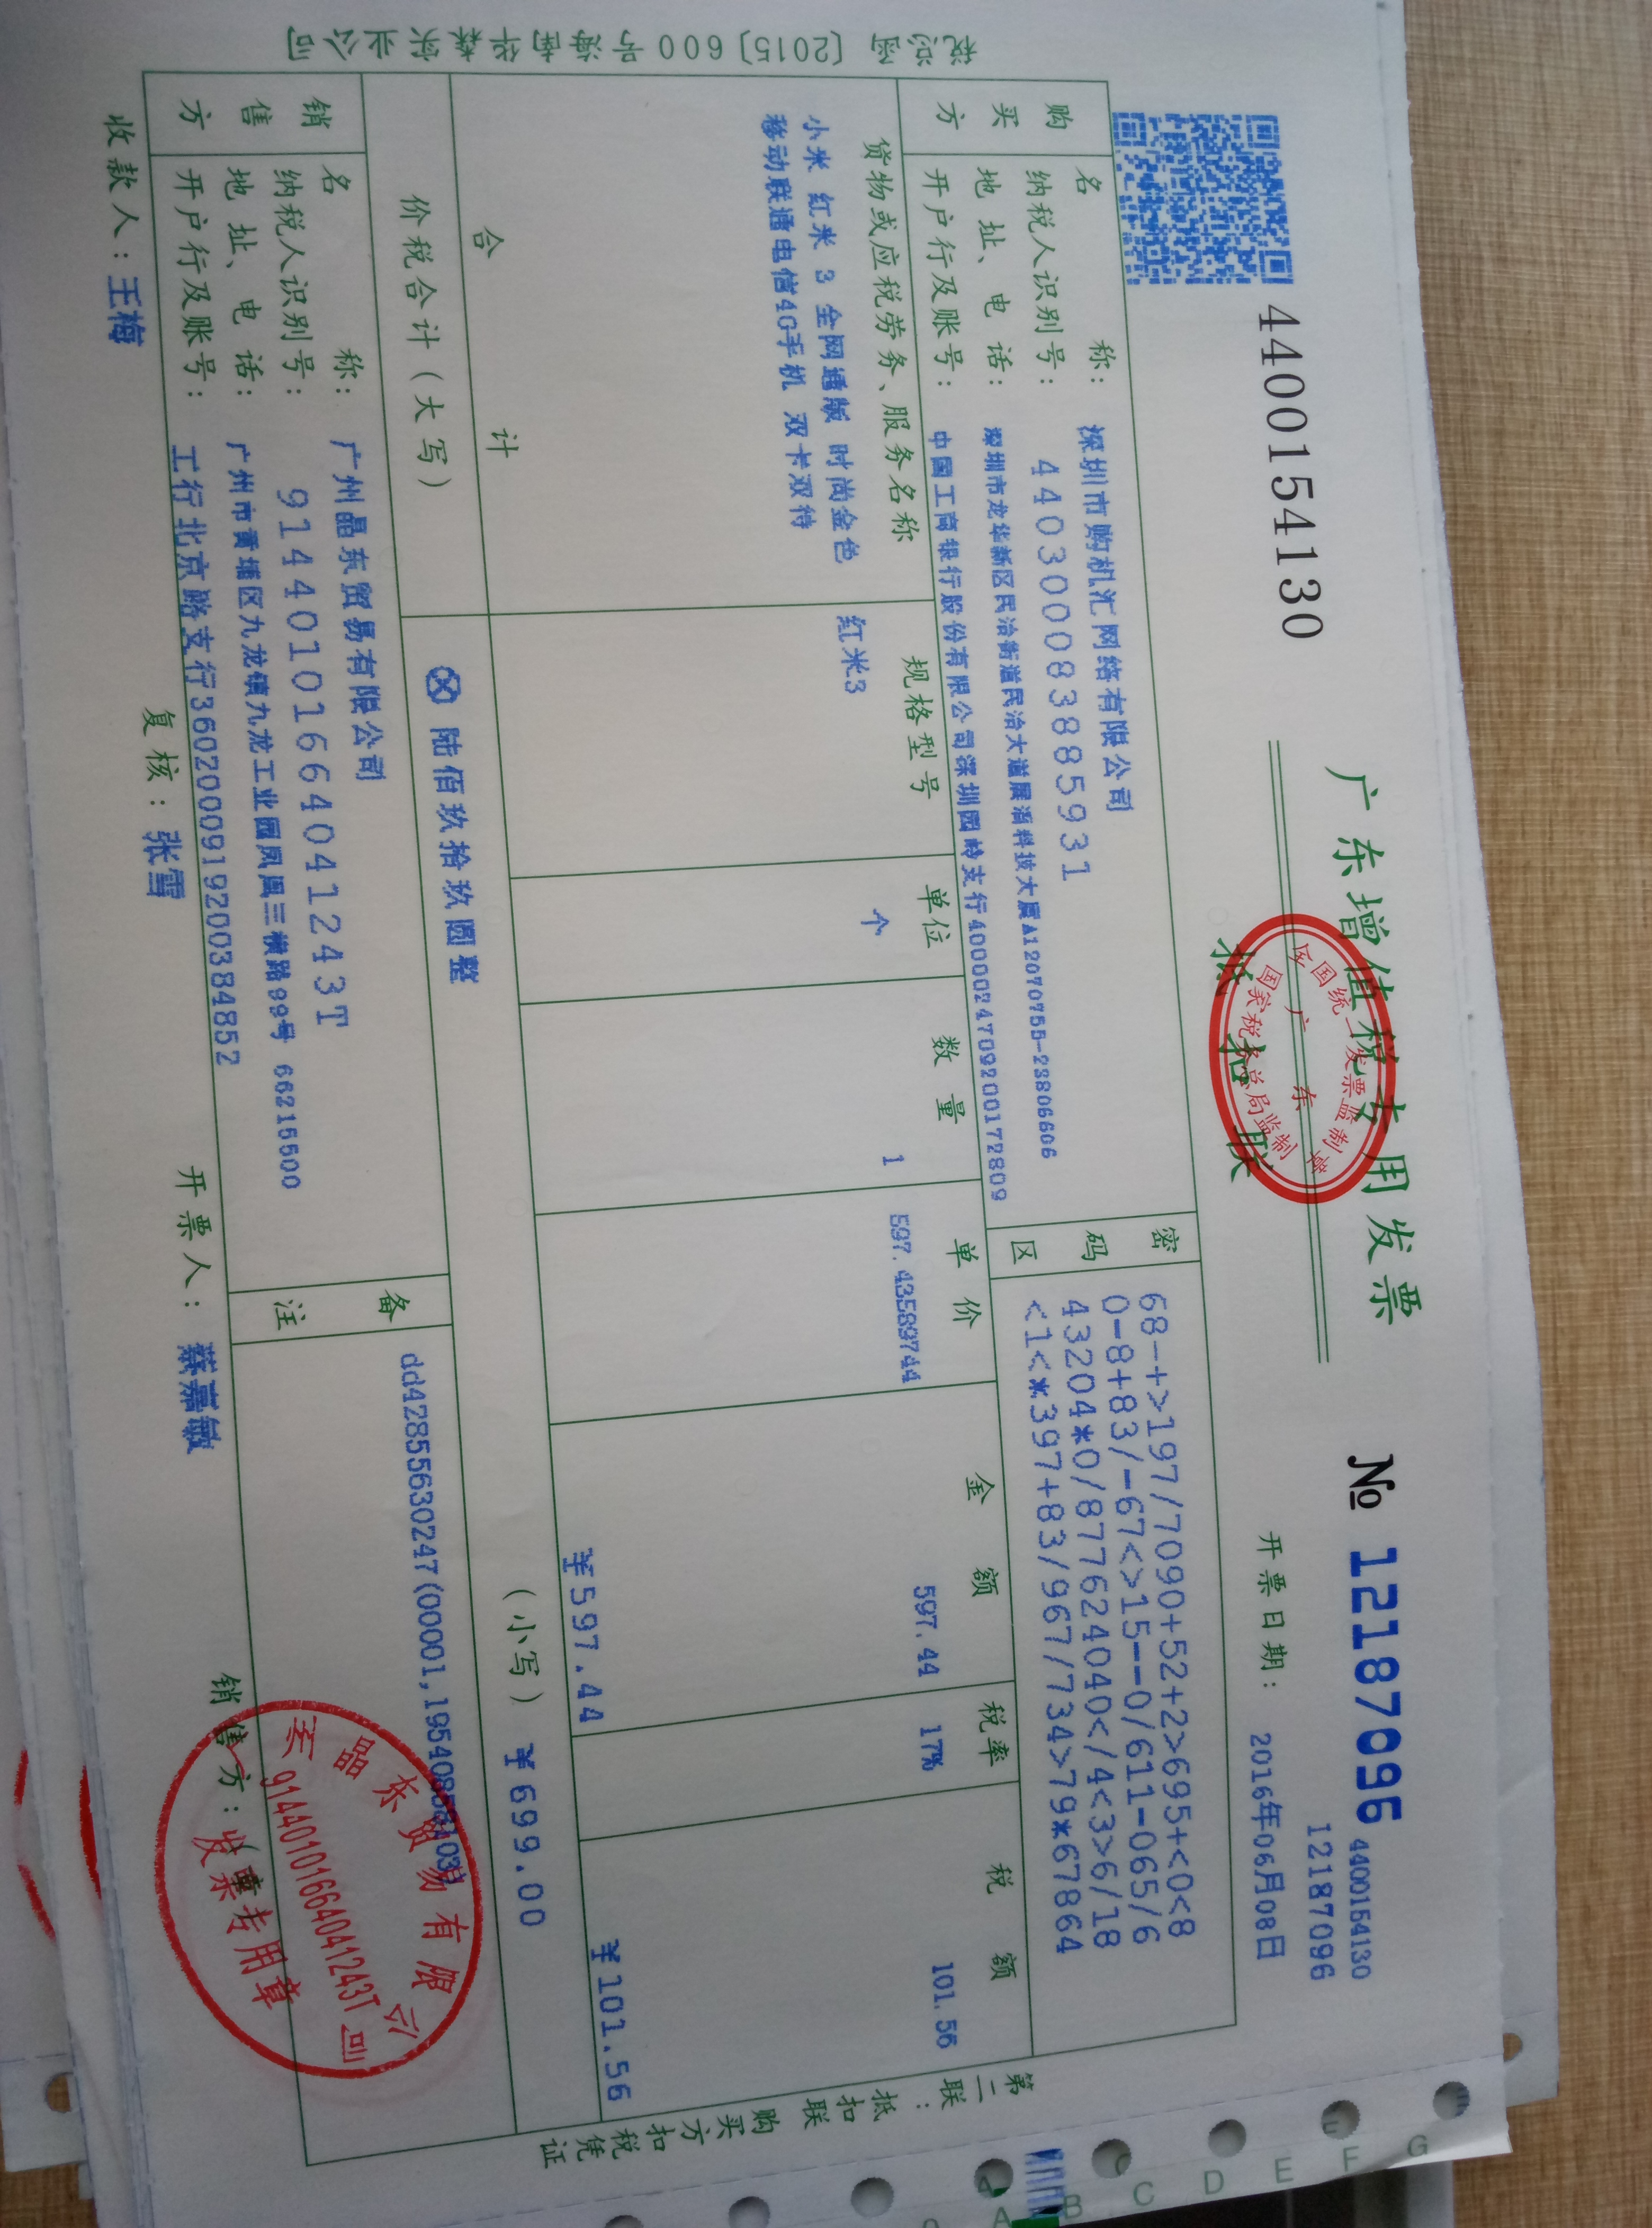 4400154130
广东增值税专用发票
№ 12187096
4400154130
12187096
抵扣联
开票日期: 2016年06月08日
全国统一发票监制章
广东
国家税务总局监制
税总函〔2015〕600号海南华森实业公司
购买方
名称: 深圳市购机汇网络有限公司
纳税人识别号: 440300083885931
地址、电话: 深圳市龙华新区民治街道民治大道展滔科技大厦A12070755-23806606
开户行及账号: 中国工商银行股份有限公司深圳园岭支行4000024709200172809
密码区
68-+>197/7090+52+2>695+<0<8
0-8+83/-67<>15--0/611-065/6
43204*0/877624040</4<3>6/18
<1<*397+83/967/734>79*67864
货物或应税劳务、服务名称 规格型号 单位 数量 单价 金额 税率 税额
小米 红米 3 全网通版 时尚金色 红米3 个 1 597.43589744 597.44 17% 101.56
移动联通电信4G手机 双卡双待
合计 ¥597.44 ¥101.56
价税合计(大写) ⊗ 陆佰玖拾玖圆整 (小写) ¥699.00
销售方
名称: 广州晶东贸易有限公司
纳税人识别号: 91440101664041243T
地址、电话: 广州市黄埔区九龙镇九龙工业园凤凰三横路99号 66215500
开户行及账号: 工行北京路支行3602000919200384852
备注
dd42855630247(00001,19540858103)
收款人: 王梅 复核: 张雪 开票人: 蔡嘉敏 销售方: (章)
晶东贸易有限公司
91440101664041243T
发票专用章
第二联: 抵扣联 购买方扣税凭证
A B C D E F G